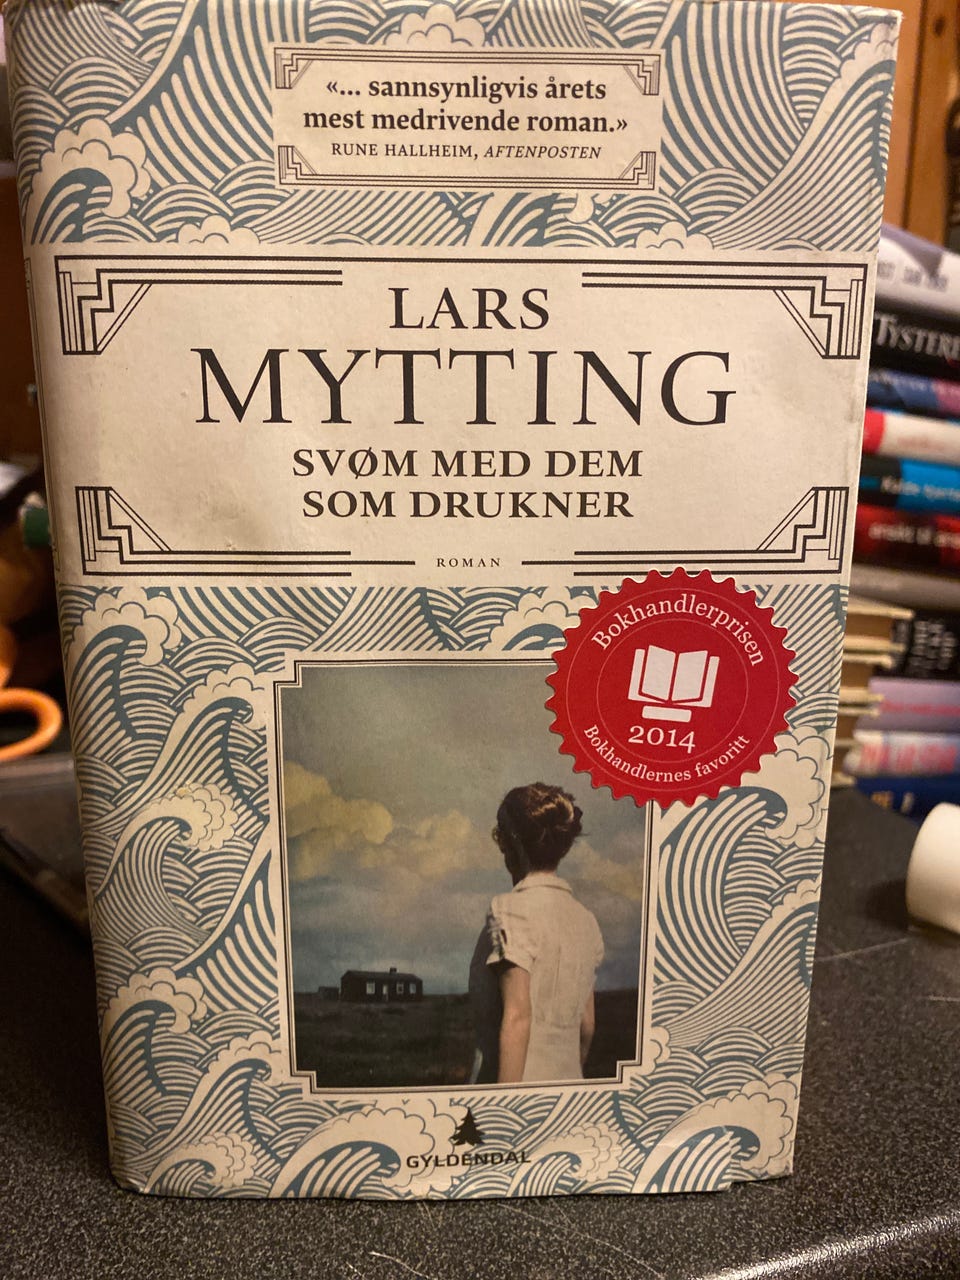 «... sannsynligvis årets
mest medrivende roman.»
RUNE HALLHEIM, AFTENPOSTEN
LARS
MYTTING
SVØM MED DEM
SOM DRUKNER
ROMAN
Bokhandlerprisen
2014
Bokhandlernes favoritt
GYLDENDAL